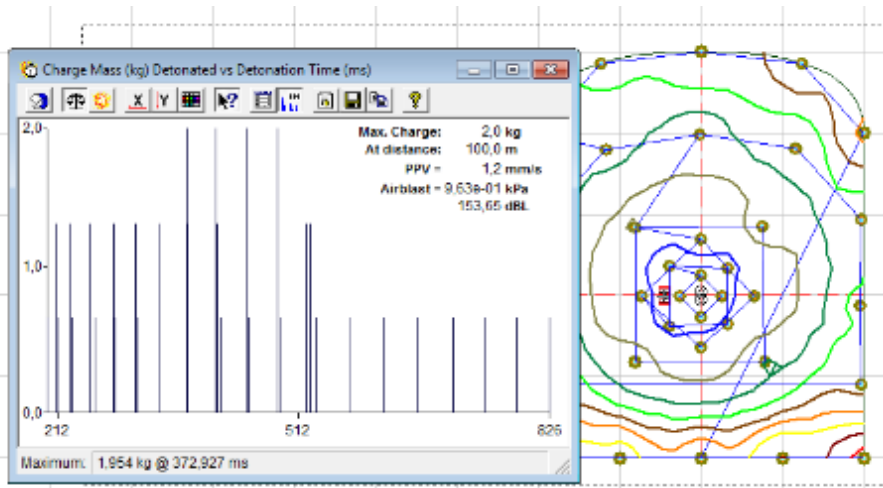 Charge Mass (kg) Detonated vs Detonation Time (ms)
2,0
Max. Charge: 2,0 kg
At distance: 100,0 m
PPV = 1,2 mm/s
Airblast = 9,63e-01 kPa
153,65 dBL
1,0
0,0
212 512 826
Maximum: 1,954 kg @ 372,927 ms